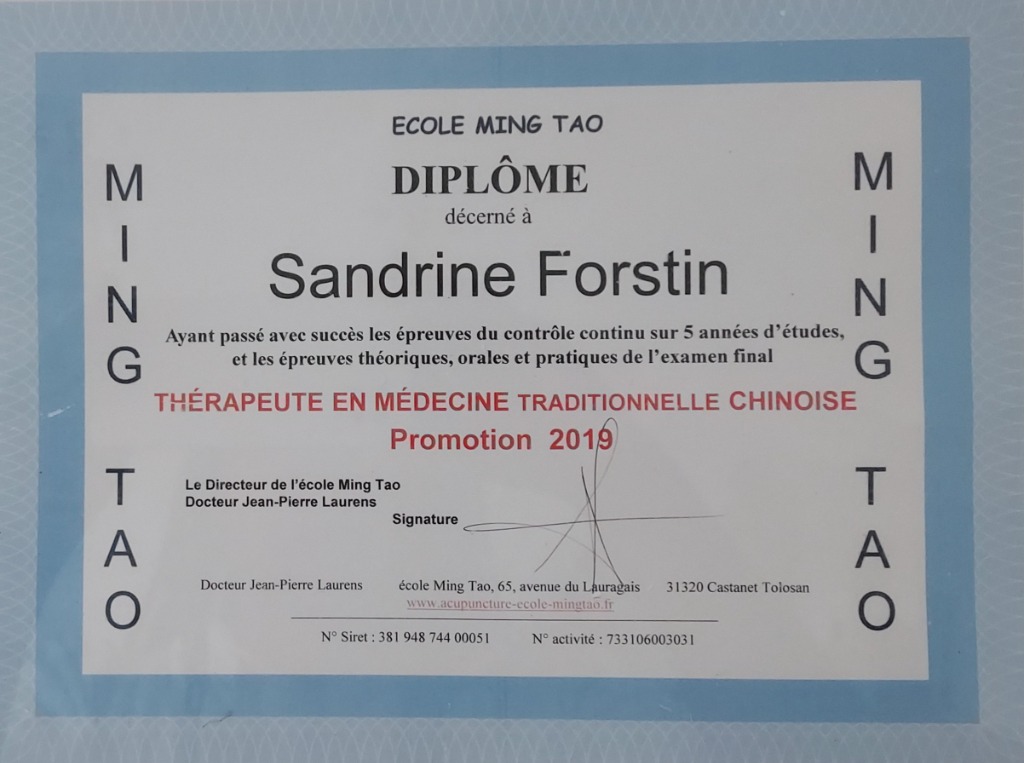 ECOLE MING TAO
DIPLÔME
décerné à
Sandrine Forstin
Ayant passé avec succès les épreuves du contrôle continu sur 5 années d'études,
et les épreuves théoriques, orales et pratiques de l'examen final
THÉRAPEUTE EN MÉDECINE TRADITIONNELLE CHINOISE
Promotion 2019
Le Directeur de l'école Ming Tao
Docteur Jean-Pierre Laurens
Signature
Docteur Jean-Pierre Laurens école Ming Tao, 65, avenue du Lauragais 31320 Castanet Tolosan
www.acupuncture-ecole-mingtao.fr
N° Siret : 381 948 744 00051 N° activité : 733106003031
MING TAO
MING TAO